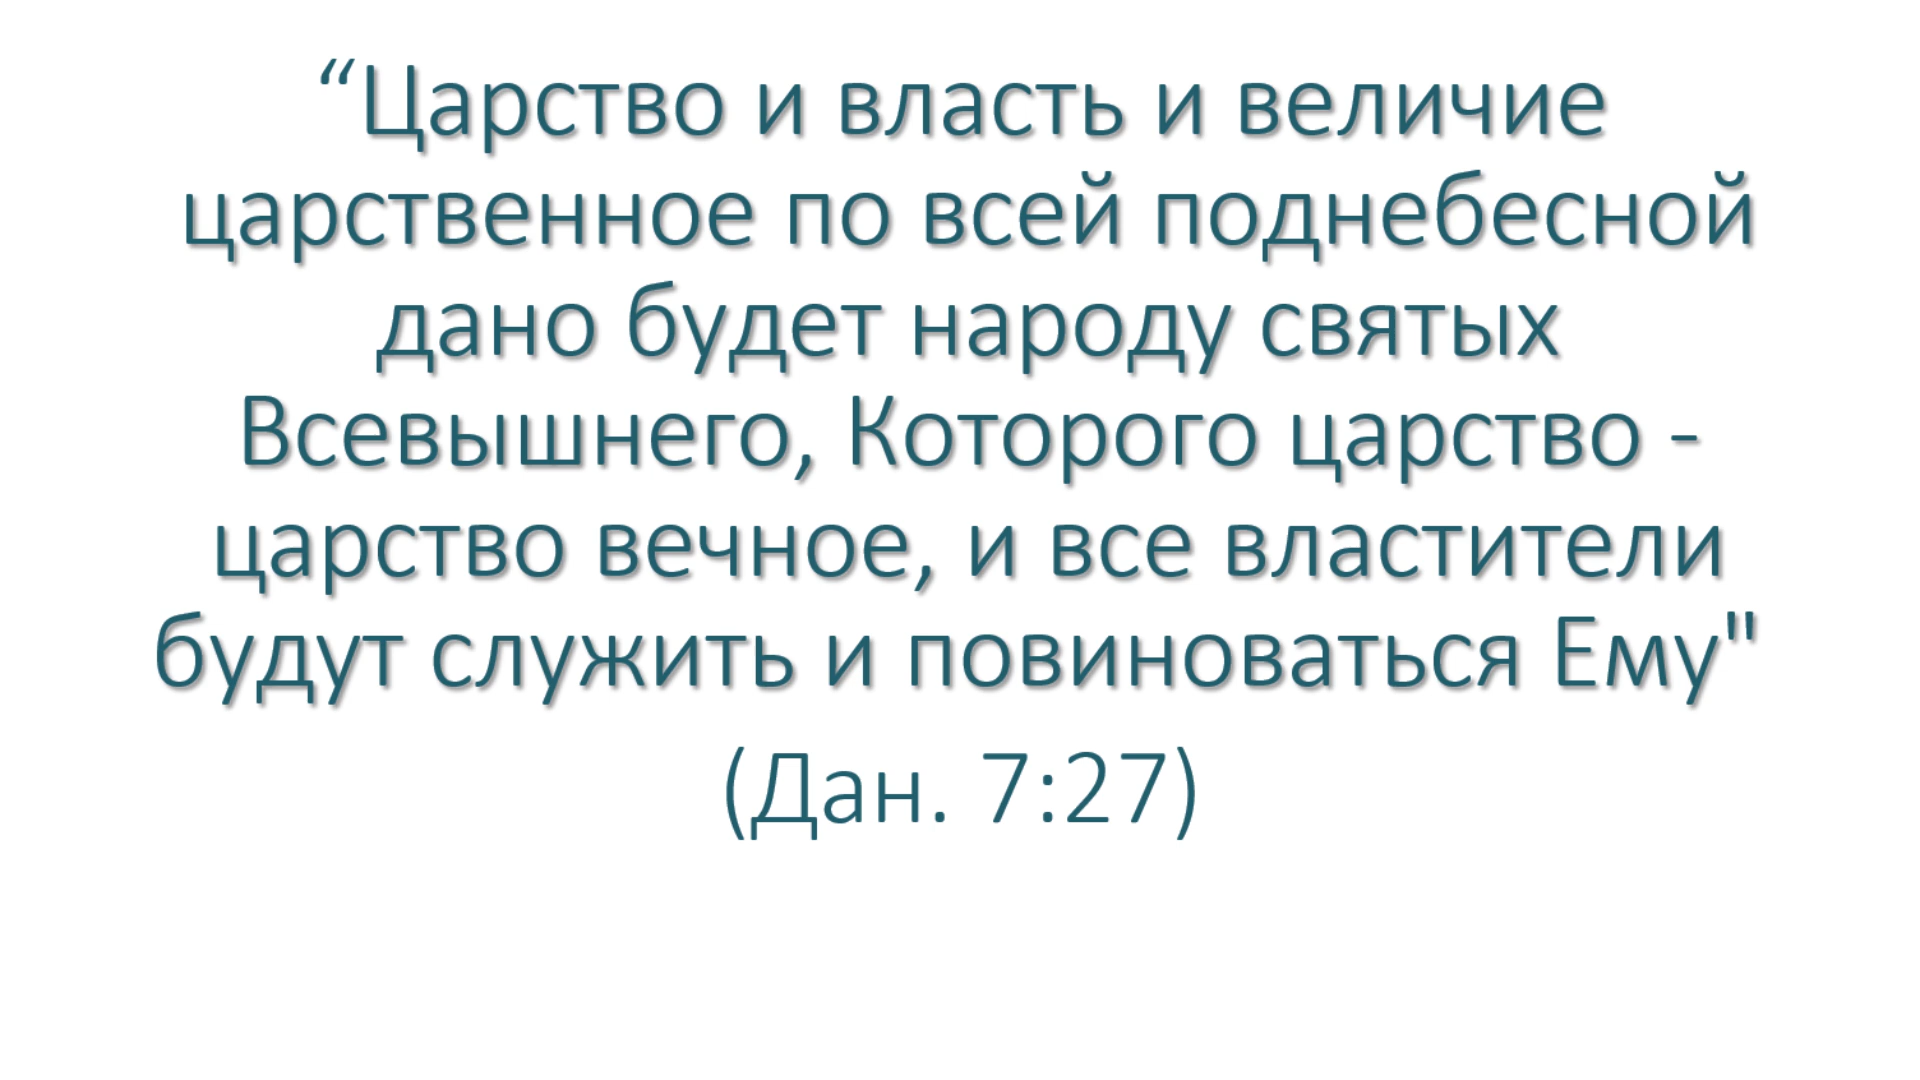 “Царство и власть и величие
царственное по всей поднебесной
дано будет народу святых
Всевышнего, Которого царство -
царство вечное, и все властители
будут служить и повиноваться Ему"
(Дан. 7:27)